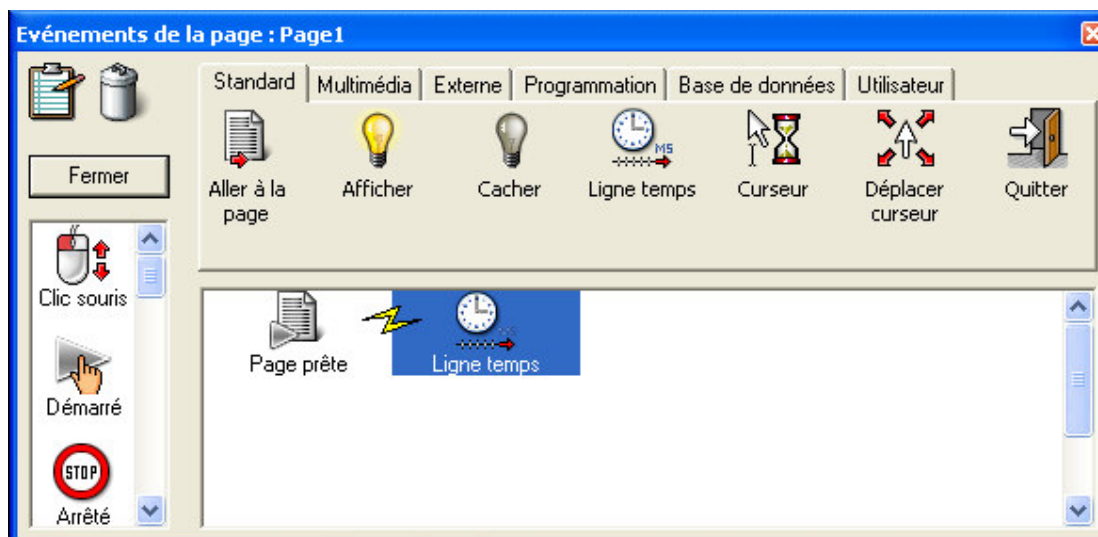 Evénements de la page : Page1
Standard Multimédia Externe Programmation Base de données Utilisateur
Fermer
Aller à la page
Afficher
Cacher
MS
Ligne temps
Curseur
Déplacer curseur
Quitter
Clic souris
Démarré
STOP
Arrêté
Page prête
Ligne temps